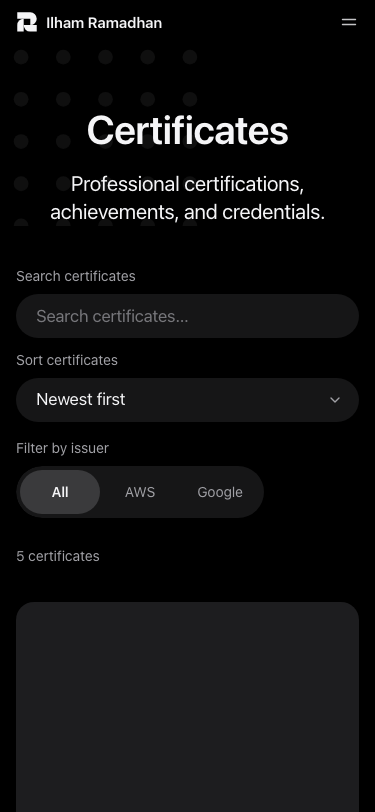 Ilham Ramadhan
Certificates
Professional certifications,
achievements, and credentials.
Search certificates
Search certificates...
Sort certificates
Newest first
Filter by issuer
All
AWS
Google
5 certificates